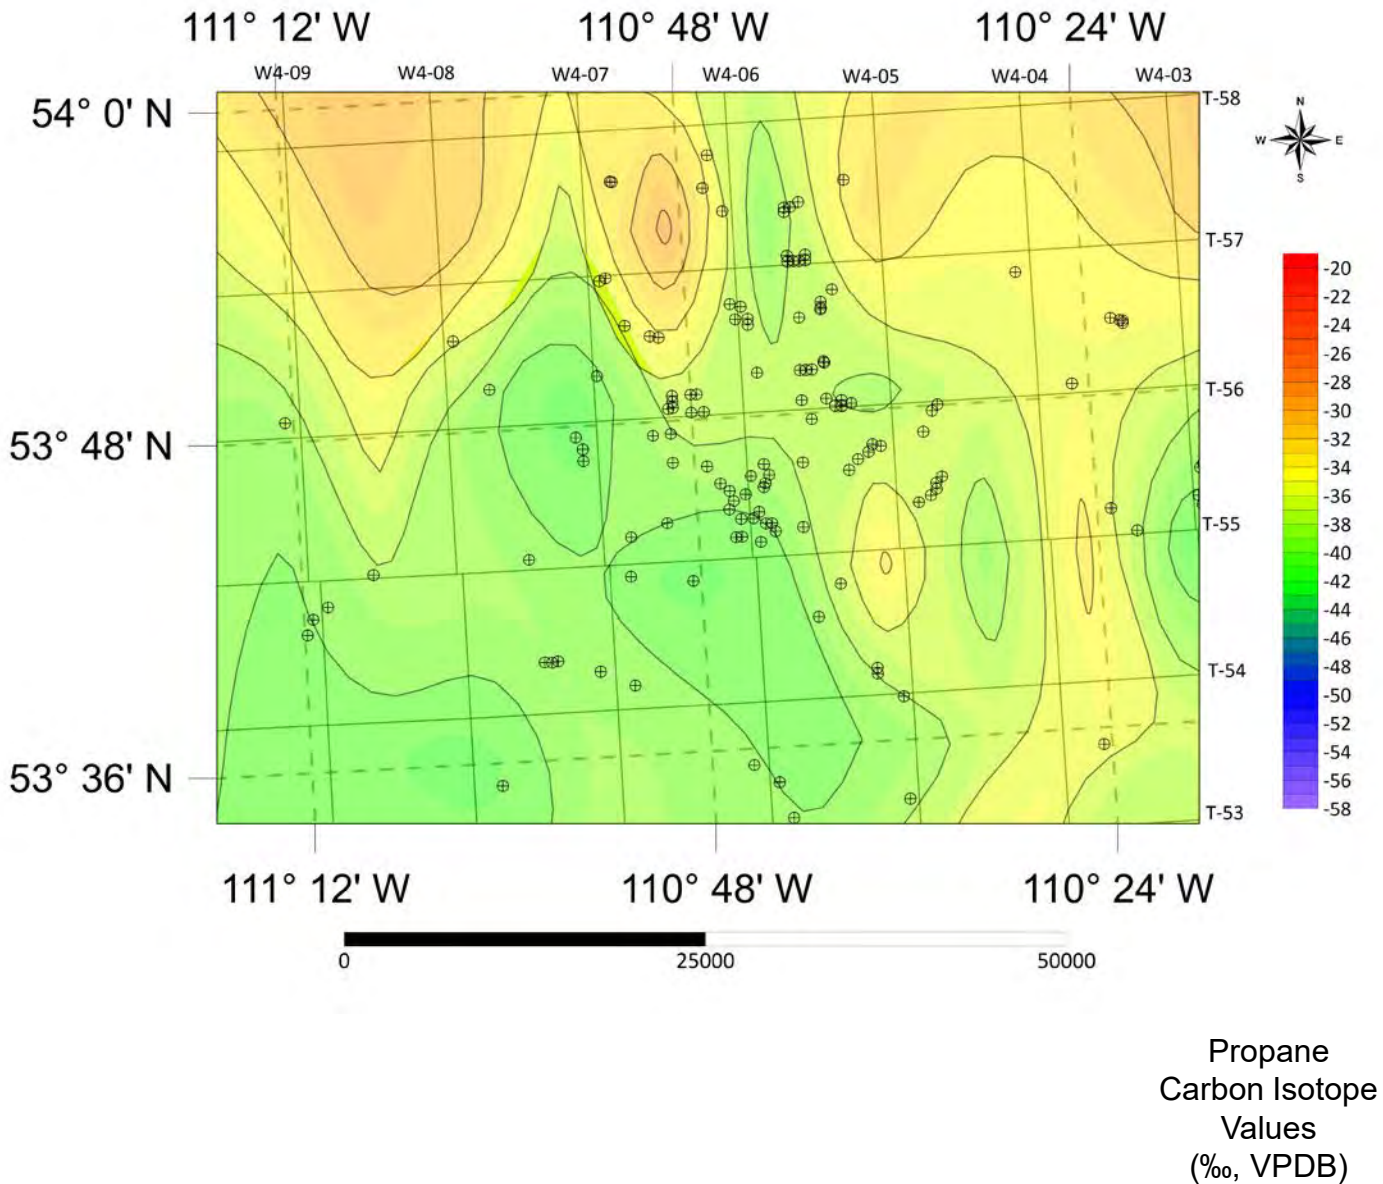 111° 12' W 110° 48' W 110° 24' W
W4-09 W4-08 W4-07 W4-06 W4-05 W4-04 W4-03
54° 0' N
T-58
N
W E
S
T-57
-20
-22
-24
-26
-28
-30
-32
-34
-36
-38
-40
-42
-44
-46
-48
-50
-52
-54
-56
-58
T-56
53° 48' N
T-55
T-54
53° 36' N
T-53
111° 12' W 110° 48' W 110° 24' W
0 25000 50000
Propane
Carbon Isotope
Values
(‰, VPDB)